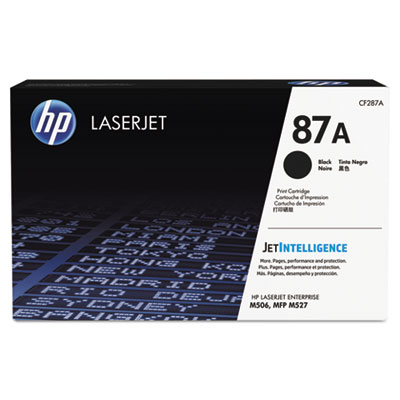 CF287A
hp LASERJET
87A
Black Tinto Negro
Noire 黑色
Print Cartridge
Cartouche d'Impression
Cartucho de Impresión
打印硒鼓
JETINTELLIGENCE
More. Pages, performance and protection.
Plus. Pages, performance et protection.
Más. Páginas, desempeño y protección.
HP LASERJET ENTERPRISE
M506, MFP M527